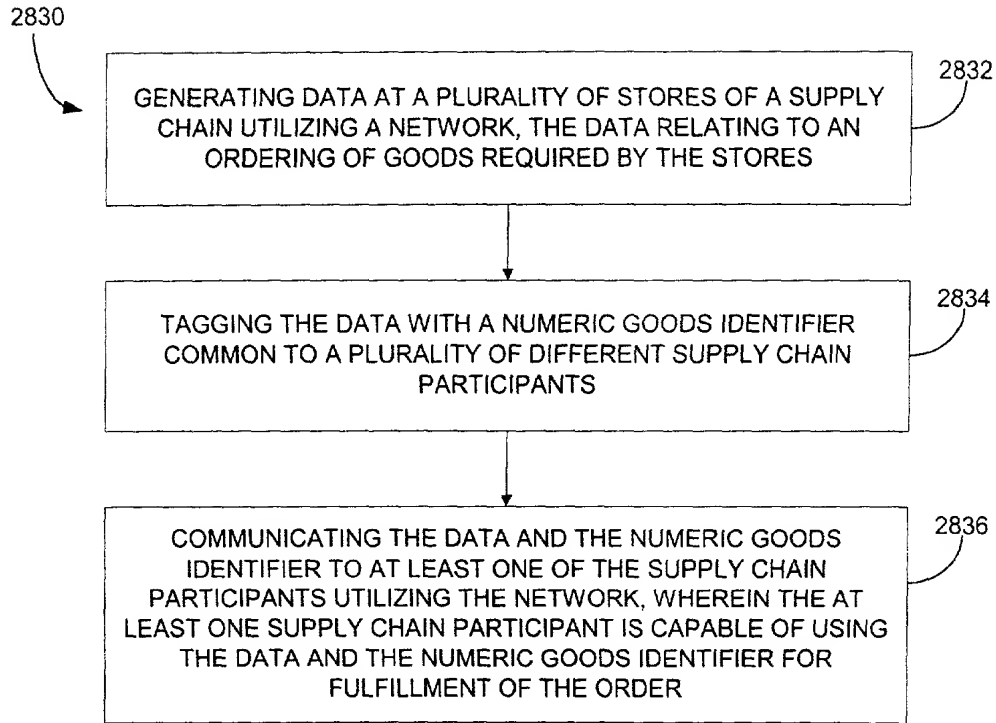 2830
2832
GENERATING DATA AT A PLURALITY OF STORES OF A SUPPLY
CHAIN UTILIZING A NETWORK, THE DATA RELATING TO AN
ORDERING OF GOODS REQUIRED BY THE STORES
2834
TAGGING THE DATA WITH A NUMERIC GOODS IDENTIFIER
COMMON TO A PLURALITY OF DIFFERENT SUPPLY CHAIN
PARTICIPANTS
2836
COMMUNICATING THE DATA AND THE NUMERIC GOODS
IDENTIFIER TO AT LEAST ONE OF THE SUPPLY CHAIN
PARTICIPANTS UTILIZING THE NETWORK, WHEREIN THE AT
LEAST ONE SUPPLY CHAIN PARTICIPANT IS CAPABLE OF USING
THE DATA AND THE NUMERIC GOODS IDENTIFIER FOR
FULFILLMENT OF THE ORDER